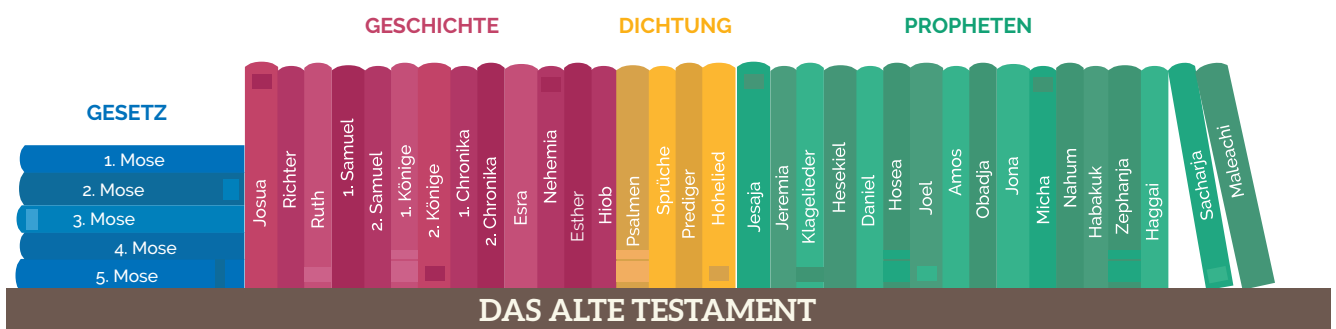 GESCHICHTE
DICHTUNG
PROPHETEN
GESETZ
1. Mose
2. Mose
3. Mose
4. Mose
5. Mose
Josua
Richter
Ruth
1. Samuel
2. Samuel
1. Könige
2. Könige
1. Chronika
2. Chronika
Esra
Nehemia
Esther
Hiob
Psalmen
Sprüche
Prediger
Hohelied
Jesaja
Jeremia
Klagelieder
Hesekiel
Daniel
Hosea
Joel
Amos
Obadja
Jona
Micha
Nahum
Habakuk
Zephanja
Haggai
Sacharja
Maleachi
DAS ALTE TESTAMENT